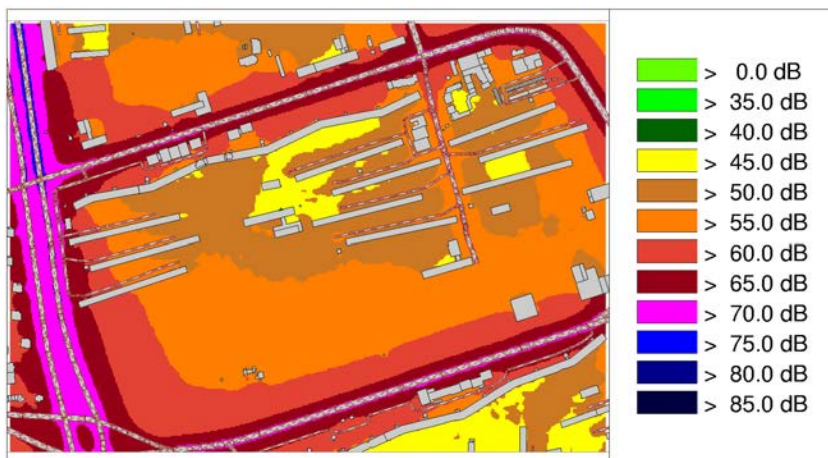 > 0.0 dB
> 35.0 dB
> 40.0 dB
> 45.0 dB
> 50.0 dB
> 55.0 dB
> 60.0 dB
> 65.0 dB
> 70.0 dB
> 75.0 dB
> 80.0 dB
> 85.0 dB